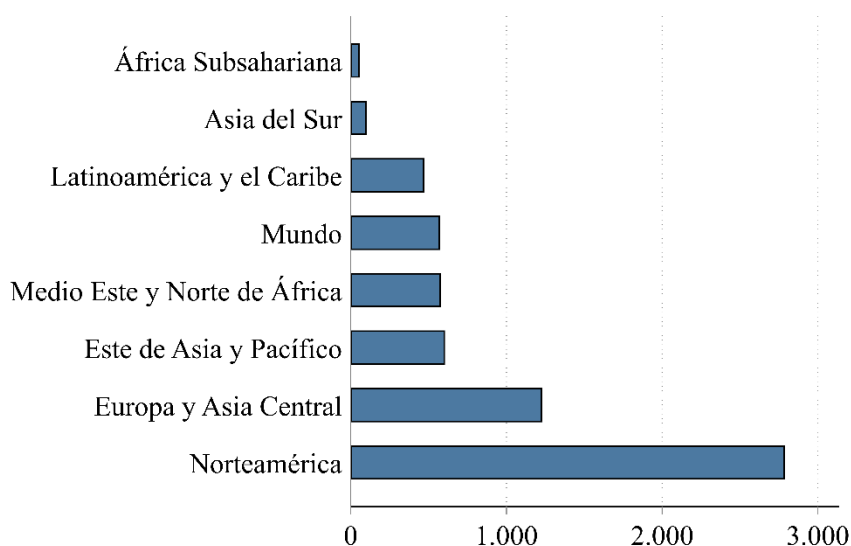 África Subsahariana
Asia del Sur
Latinoamérica y el Caribe
Mundo
Medio Este y Norte de África
Este de Asia y Pacífico
Europa y Asia Central
Norteamérica
0 1.000 2.000 3.000